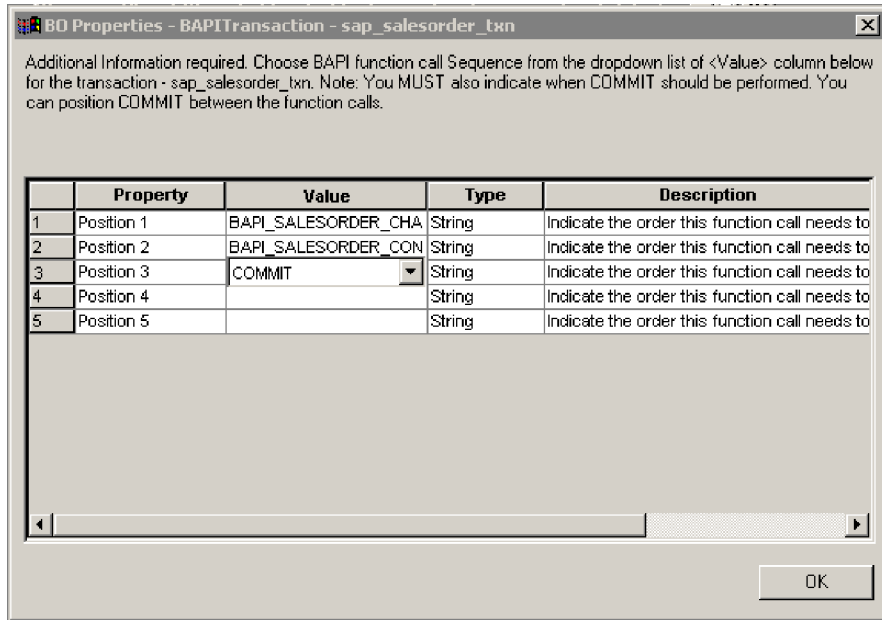 BO Properties - BAPITransaction - sap_salesorder_txn
Additional Information required. Choose BAPI function call Sequence from the dropdown list of <Value> column below
for the transaction - sap_salesorder_txn. Note: You MUST also indicate when COMMIT should be performed. You
can position COMMIT between the function calls.
Property Value Type Description
1 Position 1 BAPI_SALESORDER_CHA String Indicate the order this function call needs to
2 Position 2 BAPI_SALESORDER_CON String Indicate the order this function call needs to
3 Position 3 COMMIT String Indicate the order this function call needs to
4 Position 4 String Indicate the order this function call needs to
5 Position 5 String Indicate the order this function call needs to
OK